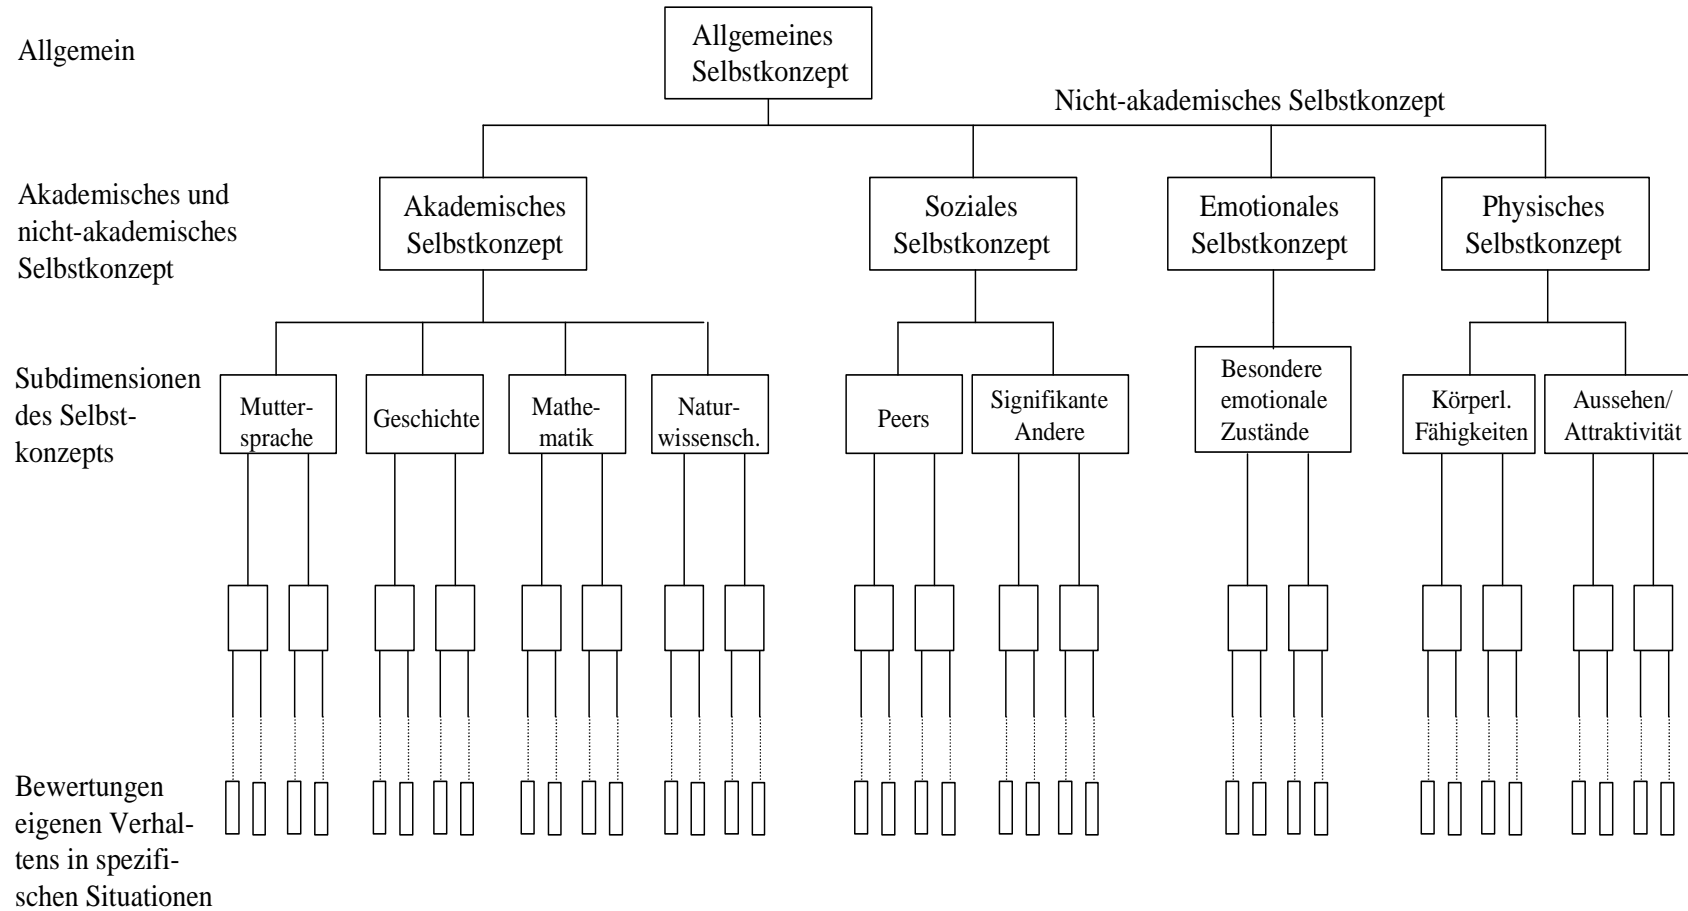 Allgemein
Allgemeines
Selbstkonzept
Nicht-akademisches Selbstkonzept
Akademisches und
nicht-akademisches
Selbstkonzept
Akademisches
Selbstkonzept
Soziales
Selbstkonzept
Emotionales
Selbstkonzept
Physisches
Selbstkonzept
Subdimensionen
des Selbst-
konzepts
Mutter-
sprache
Geschichte
Mathe-
matik
Natur-
wissensch.
Peers
Signifikante
Andere
Besondere
emotionale
Zustände
Körperl.
Fähigkeiten
Aussehen/
Attraktivität
Bewertungen
eigenen Verhal-
tens in spezifi-
schen Situationen